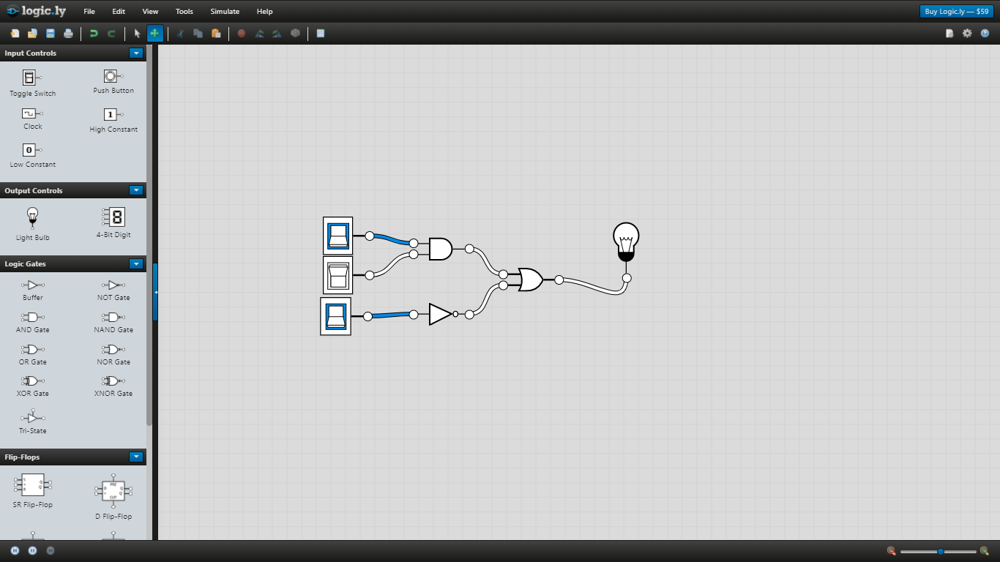 logic.ly File Edit View Tools Simulate Help Buy Logic.ly — $59
Input Controls
Toggle Switch Push Button
Clock 1 High Constant
0
Low Constant
Output Controls
Light Bulb 4-Bit Digit
Logic Gates
Buffer NOT Gate
AND Gate NAND Gate
OR Gate NOR Gate
XOR Gate XNOR Gate
Tri-State
Flip-Flops
SR Flip-Flop
D Flip-Flop